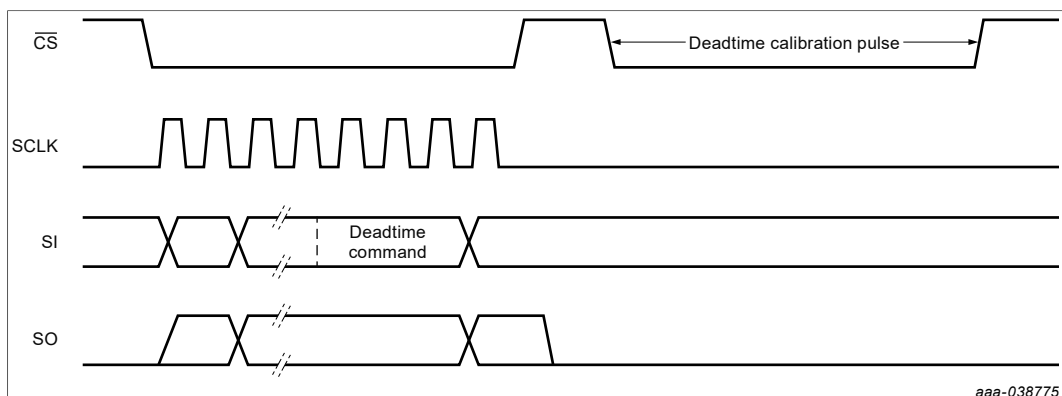 CS
Deadtime calibration pulse
SCLK
SI
Deadtime
command
SO
aaa-038775